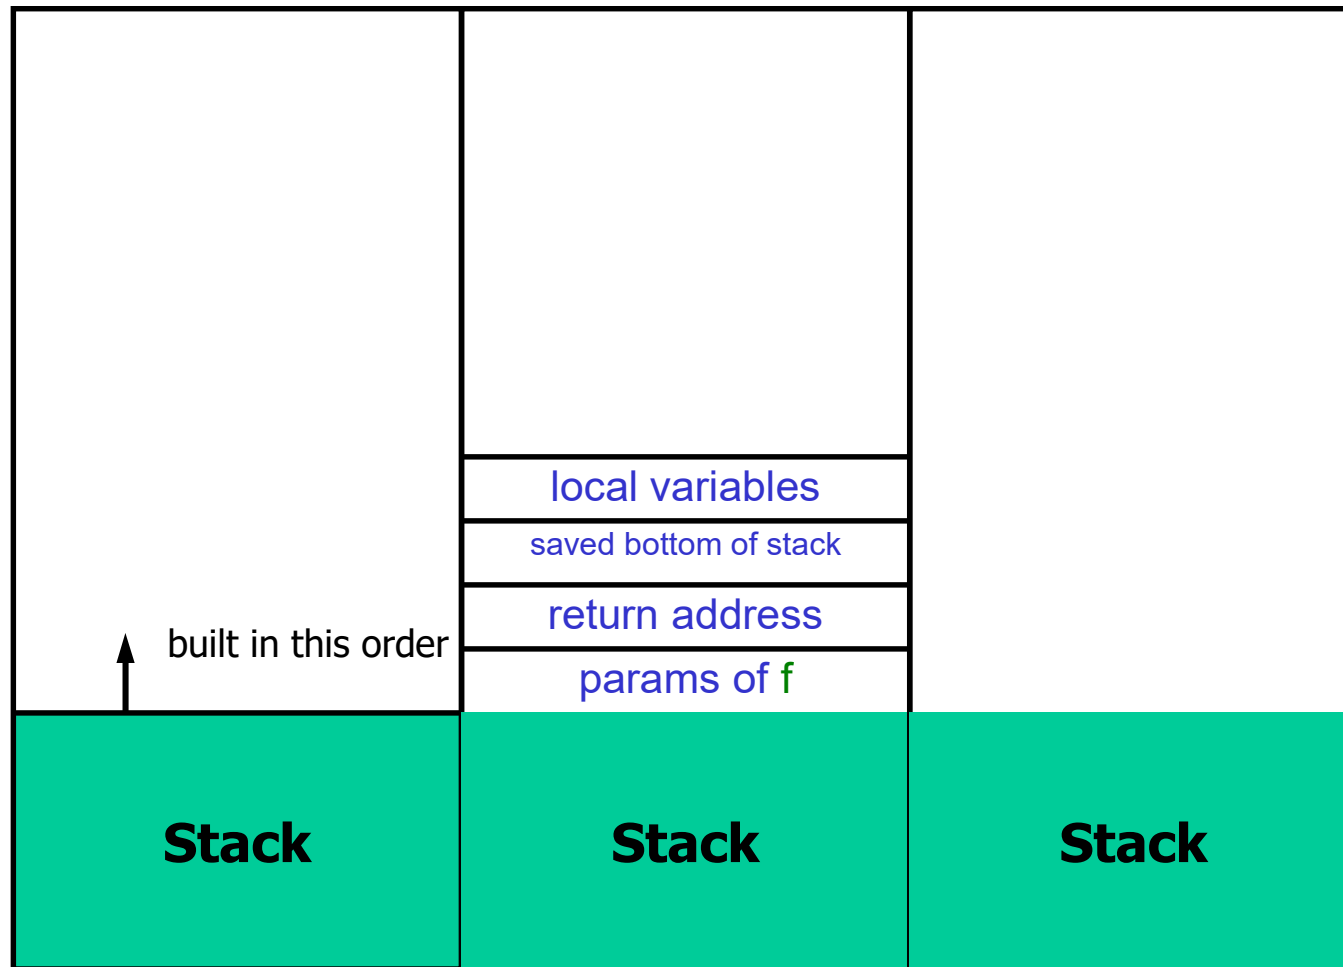 local variables
saved bottom of stack
return address
built in this order
params of f
Stack
Stack
Stack